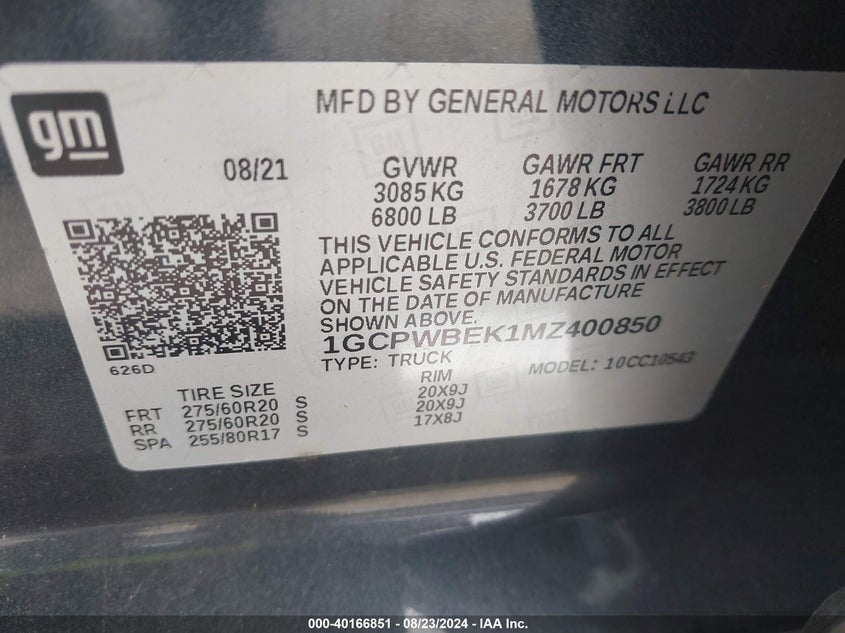 gm
MFD BY GENERAL MOTORS LLC
08/21 GVWR GAWR FRT GAWR RR
3085 KG 1678 KG 1724 KG
6800 LB 3700 LB 3800 LB
THIS VEHICLE CONFORMS TO ALL
APPLICABLE U.S. FEDERAL MOTOR
VEHICLE SAFETY STANDARDS IN EFFECT
ON THE DATE OF MANUFACTURE
SHOWN ABOVE.
1GCPWBEK1MZ400850
TYPE: TRUCK MODEL: 10CC10543
626D
TIRE SIZE RIM
FRT 275/60R20 S 20X9J
RR 275/60R20 S 20X9J
SPA 255/80R17 S 17X8J
000-40166851 - 08/23/2024 - IAA Inc.